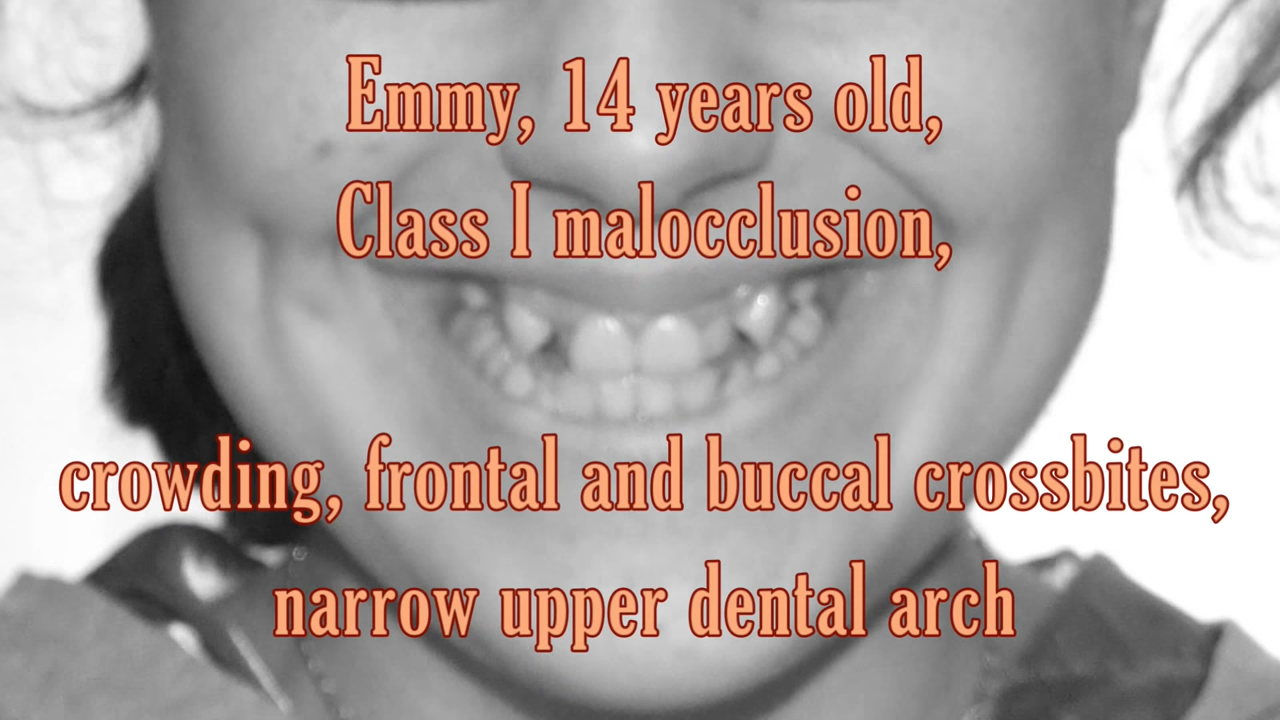 Emmy, 14 years old,
Class I malocclusion,
crowding, frontal and buccal crossbites,
narrow upper dental arch